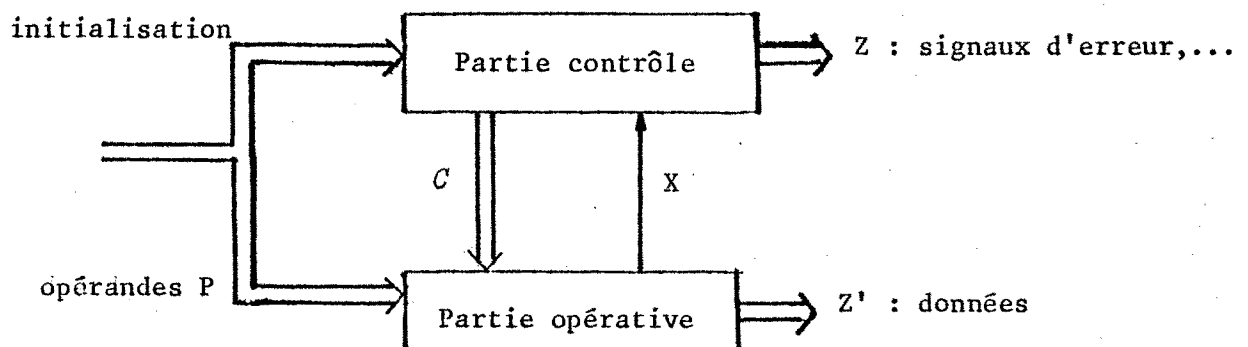 initialisation
Partie contrôle
Z : signaux d'erreur,...
C
X
opérandes P
Partie opérative
Z' : données